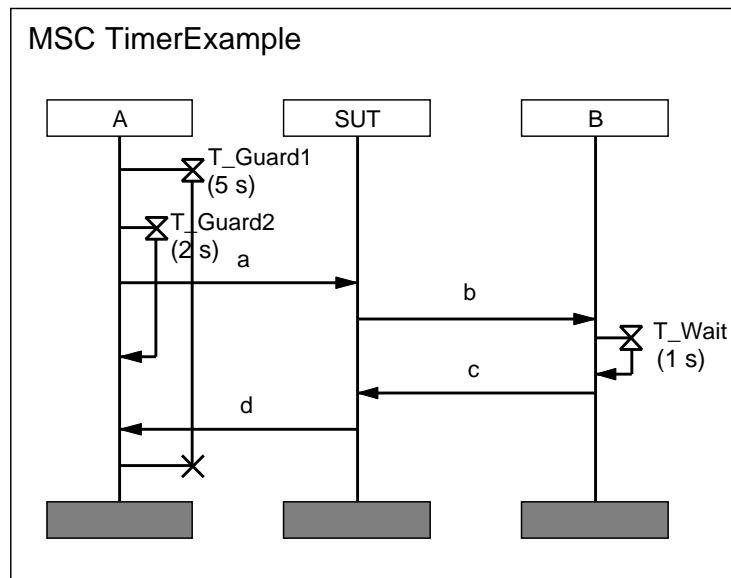 MSC TimerExample
A
SUT
B
T_Guard1
(5 s)
T_Guard2
(2 s)
a
b
T_Wait
(1 s)
c
d